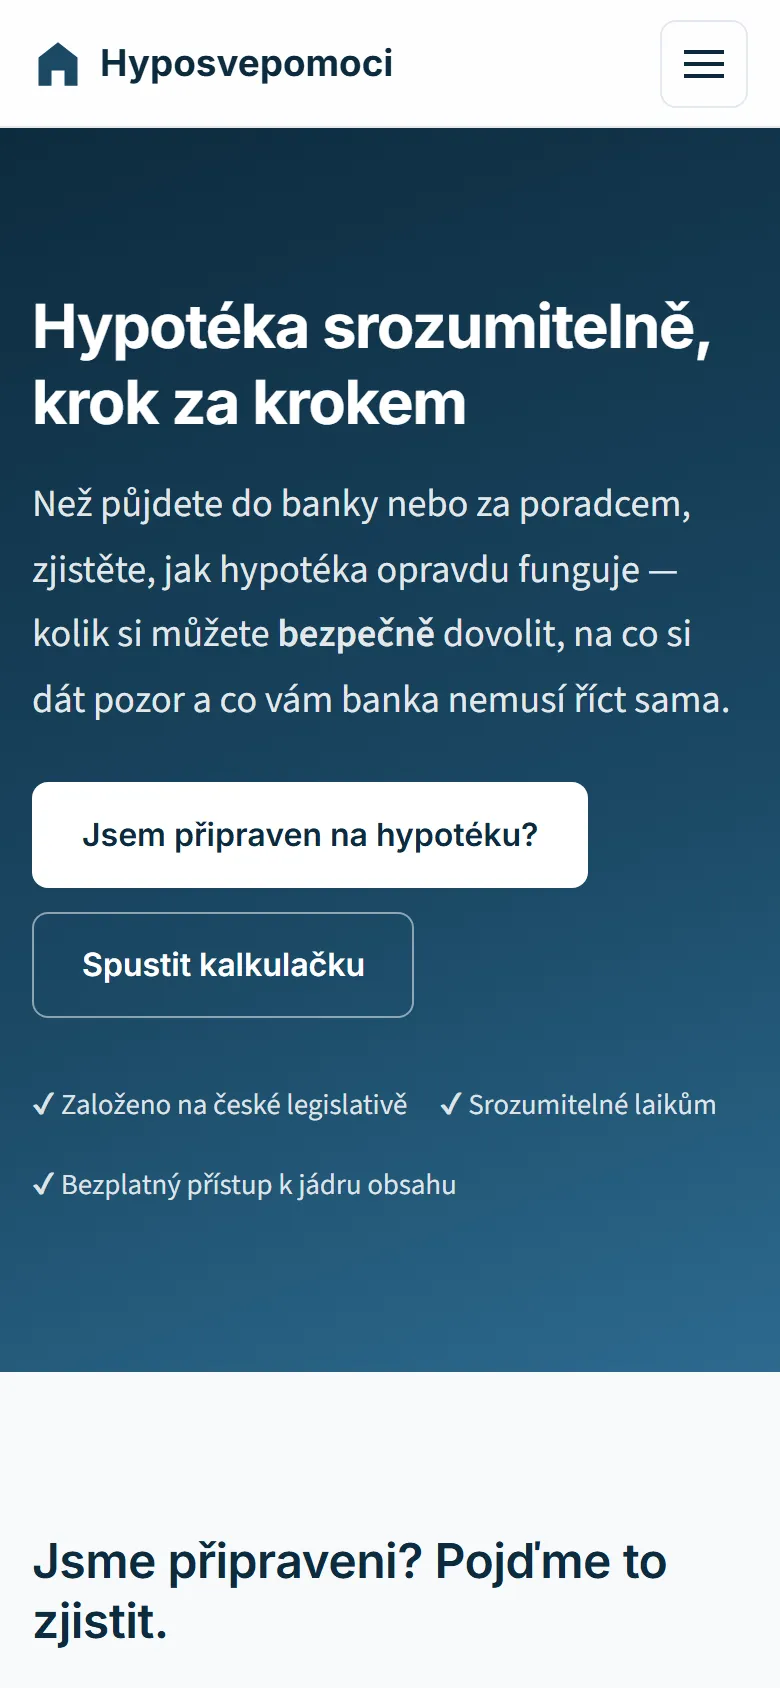 Hyposvepomoci
Hypotéka srozumitelně,
krok za krokem
Než půjdete do banky nebo za poradcem,
zjistěte, jak hypotéka opravdu funguje —
kolik si můžete bezpečně dovolit, na co si
dát pozor a co vám banka nemusí říct sama.
Jsem připraven na hypotéku?
Spustit kalkulačku
✓ Založeno na české legislativě ✓ Srozumitelné laikům
✓ Bezplatný přístup k jádru obsahu
Jsme připraveni? Pojďme to
zjistit.